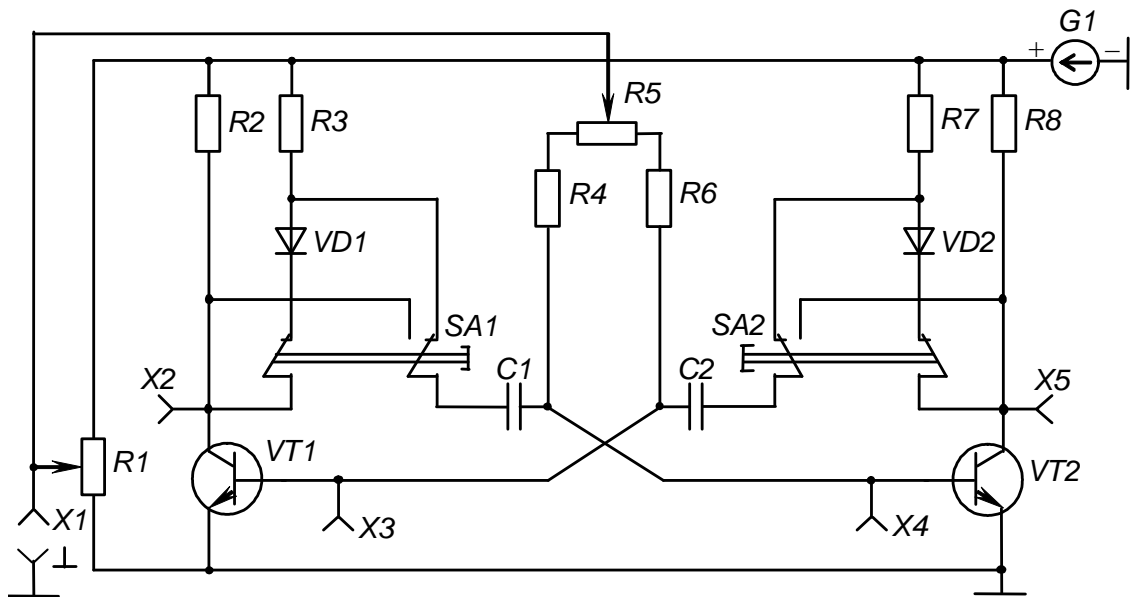 G1
+ −
R2 R3 R5 R7 R8
R4 R6
VD1 VD2
SA1 SA2
X2 C1 C2 X5
R1 VT1 VT2
X1 X3 X4